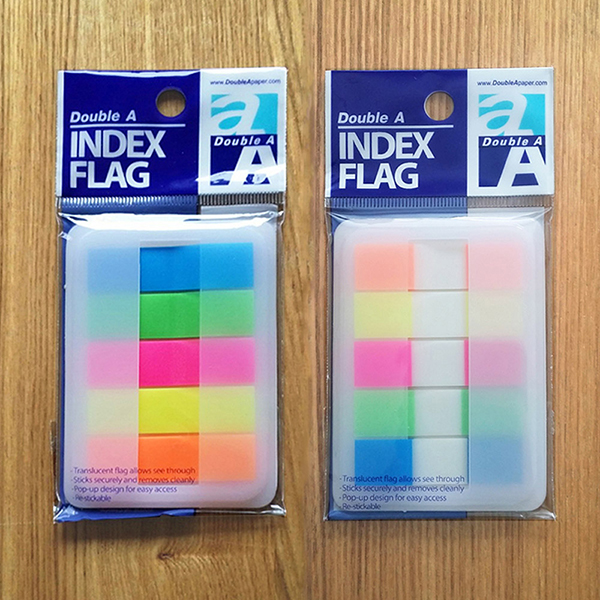 www.DoubleApaper.com
a
Double A
A
Double A
INDEX
FLAG
- Translucent flag allows see through
- Sticks securely and removes cleanly
- Pop-up design for easy access
- Re-stickable
www.DoubleApaper.com
a
Double A
A
Double A
INDEX
FLAG
- Translucent flag allows see through
- Sticks securely and removes cleanly
- Pop-up design for easy access
- Re-stickable